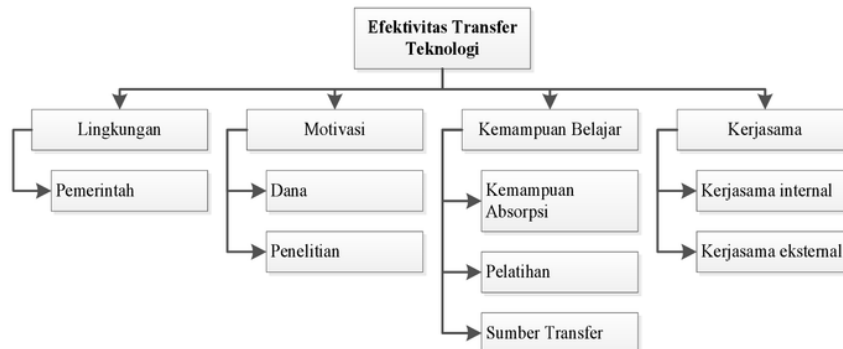 Efektivitas Transfer
Teknologi
Lingkungan
Motivasi
Kemampuan Belajar
Kerjasama
Pemerintah
Dana
Kemampuan
Absorpsi
Kerjasama internal
Penelitian
Pelatihan
Kerjasama eksternal
Sumber Transfer